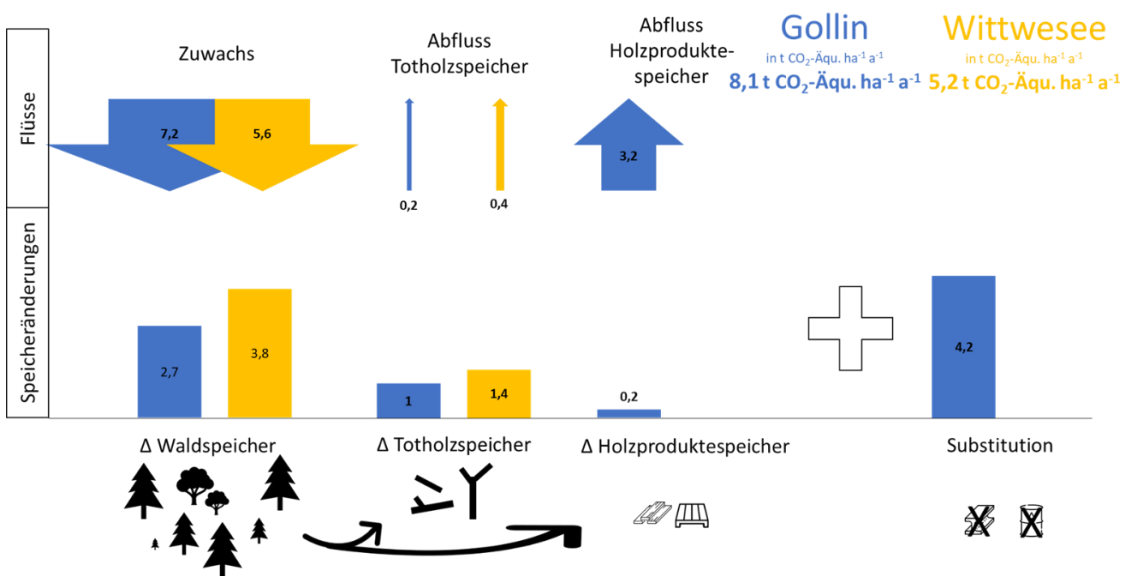 Flüsse
Zuwachs
Abfluss
Totholzspeicher
Abfluss
Holzprodukte-
speicher
Gollin
in t CO₂-Äqu. ha⁻¹ a⁻¹
8,1 t CO₂-Äqu. ha⁻¹ a⁻¹
Wittwesee
in t CO₂-Äqu. ha⁻¹ a⁻¹
5,2 t CO₂-Äqu. ha⁻¹ a⁻¹
7,2
5,6
0,2
0,4
3,2
Speicheränderungen
2,7
3,8
1
1,4
0,2
4,2
Δ Waldspeicher
Δ Totholzspeicher
Δ Holzproduktespeicher
Substitution